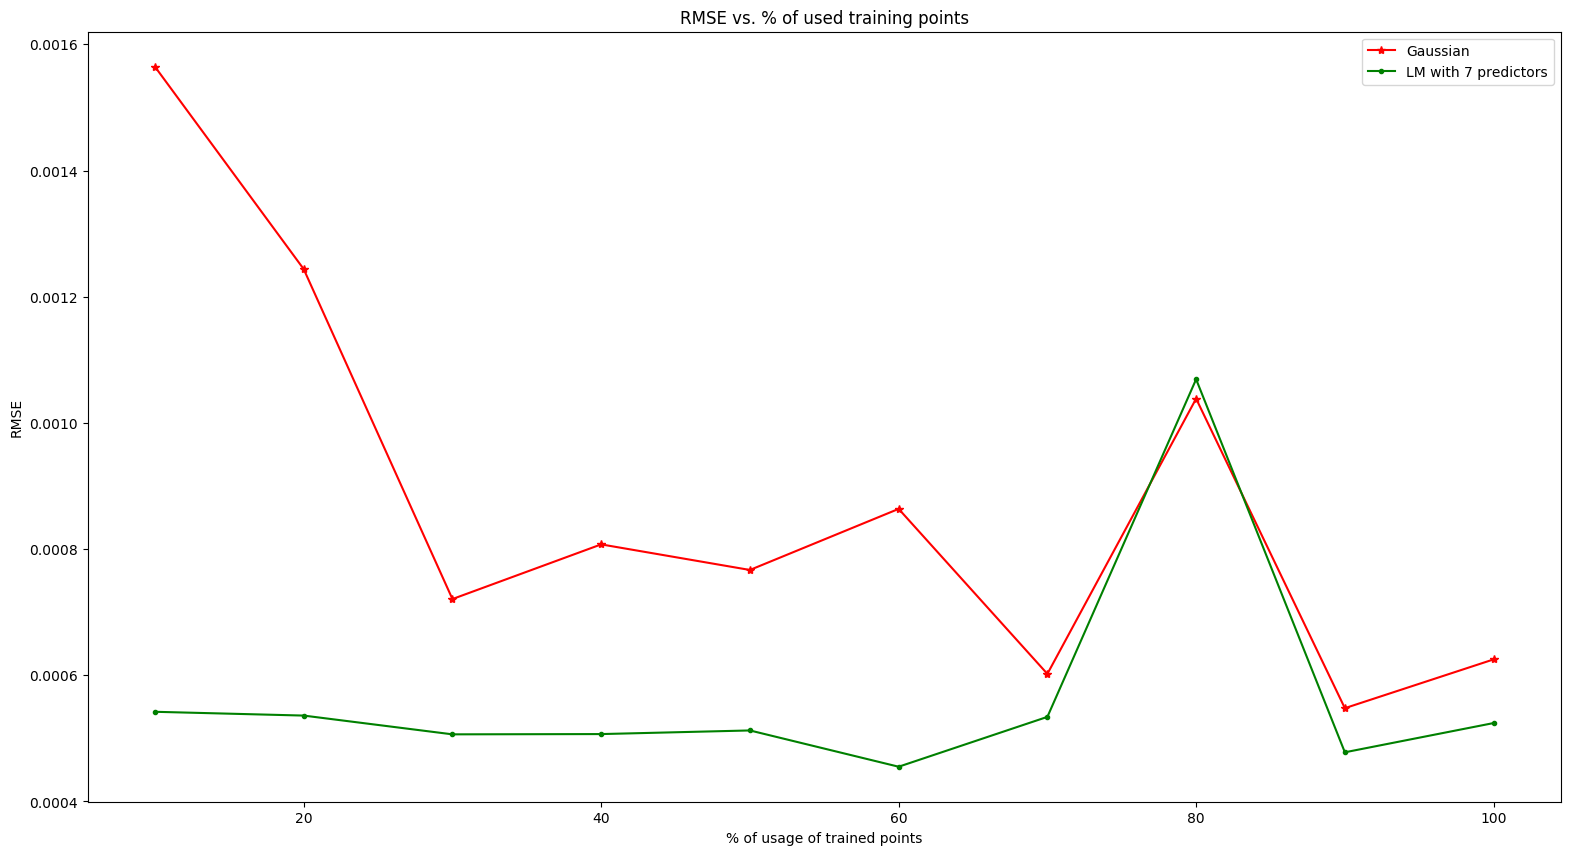 RMSE vs. % of used training points
Gaussian
LM with 7 predictors
0.0016
0.0014
0.0012
0.0010
0.0008
0.0006
0.0004
RMSE
20 40 60 80 100
% of usage of trained points